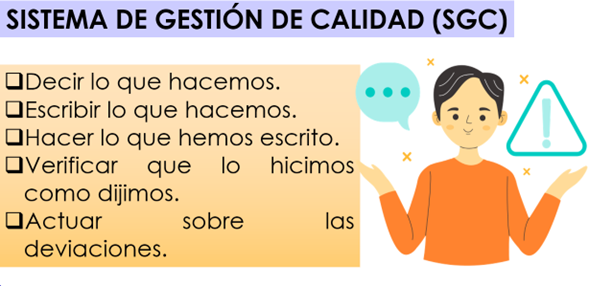 SISTEMA DE GESTIÓN DE CALIDAD (SGC)
❑Decir lo que hacemos.
❑Escribir lo que hacemos.
❑Hacer lo que hemos escrito.
❑Verificar que lo hicimos
como dijimos.
❑Actuar sobre las
deviaciones.